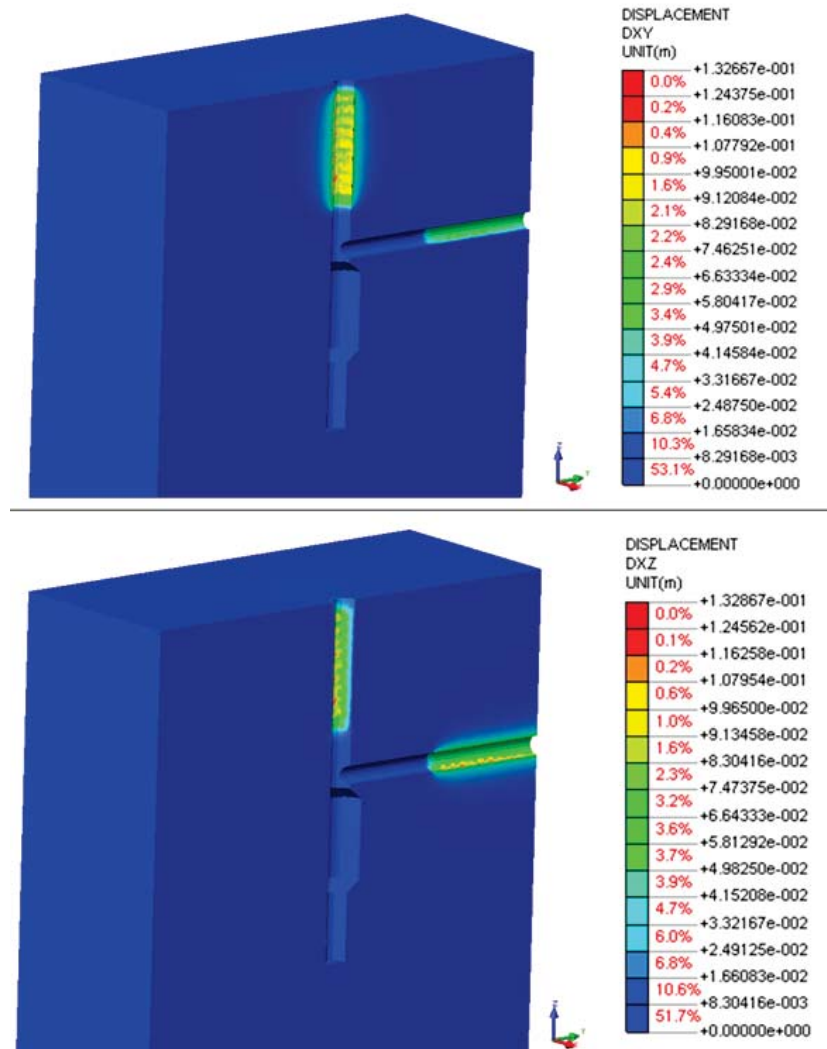 DISPLACEMENT
DXY
UNIT(m)
+1.32667e-001
0.0%
+1.24375e-001
0.2%
+1.16083e-001
0.4%
+1.07792e-001
0.9%
+9.95001e-002
1.6%
+9.12084e-002
2.1%
+8.29168e-002
2.2%
+7.46251e-002
2.4%
+6.63334e-002
2.9%
+5.80417e-002
3.4%
+4.97501e-002
3.9%
+4.14584e-002
4.7%
+3.31667e-002
5.4%
+2.48750e-002
6.8%
+1.65834e-002
10.3%
+8.29168e-003
53.1%
+0.00000e+000
Z
DISPLACEMENT
DXZ
UNIT(m)
+1.32867e-001
0.0%
+1.24562e-001
0.1%
+1.16258e-001
0.2%
+1.07954e-001
0.6%
+9.96500e-002
1.0%
+9.13458e-002
1.6%
+8.30416e-002
2.3%
+7.47375e-002
3.2%
+6.64333e-002
3.6%
+5.81292e-002
3.7%
+4.98250e-002
3.9%
+4.15208e-002
4.7%
+3.32167e-002
6.0%
+2.49125e-002
6.8%
+1.66083e-002
10.6%
+8.30416e-003
51.7%
+0.00000e+000
Z